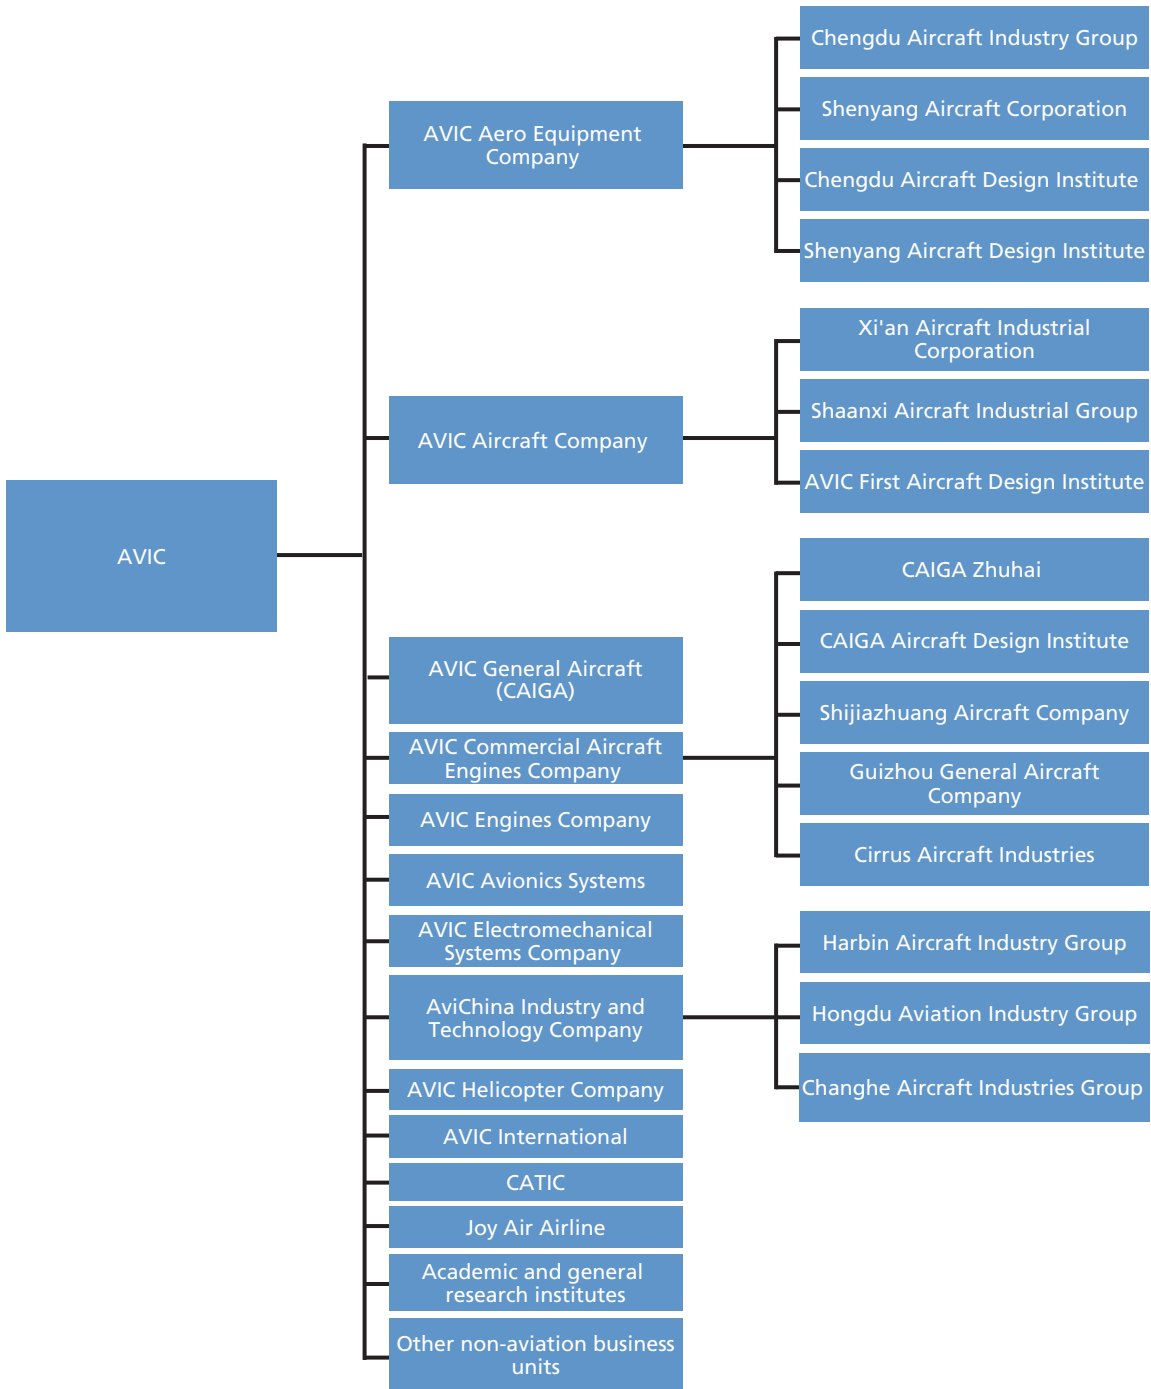 AVIC
AVIC Aero Equipment
Company
Chengdu Aircraft Industry Group
Shenyang Aircraft Corporation
Chengdu Aircraft Design Institute
Shenyang Aircraft Design Institute
AVIC Aircraft Company
Xi'an Aircraft Industrial
Corporation
Shaanxi Aircraft Industrial Group
AVIC First Aircraft Design Institute
AVIC General Aircraft
(CAIGA)
AVIC Commercial Aircraft
Engines Company
CAIGA Zhuhai
CAIGA Aircraft Design Institute
Shijiazhuang Aircraft Company
Guizhou General Aircraft
Company
Cirrus Aircraft Industries
AVIC Engines Company
AVIC Avionics Systems
AVIC Electromechanical
Systems Company
AviChina Industry and
Technology Company
Harbin Aircraft Industry Group
Hongdu Aviation Industry Group
Changhe Aircraft Industries Group
AVIC Helicopter Company
AVIC International
CATIC
Joy Air Airline
Academic and general
research institutes
Other non-aviation business
units